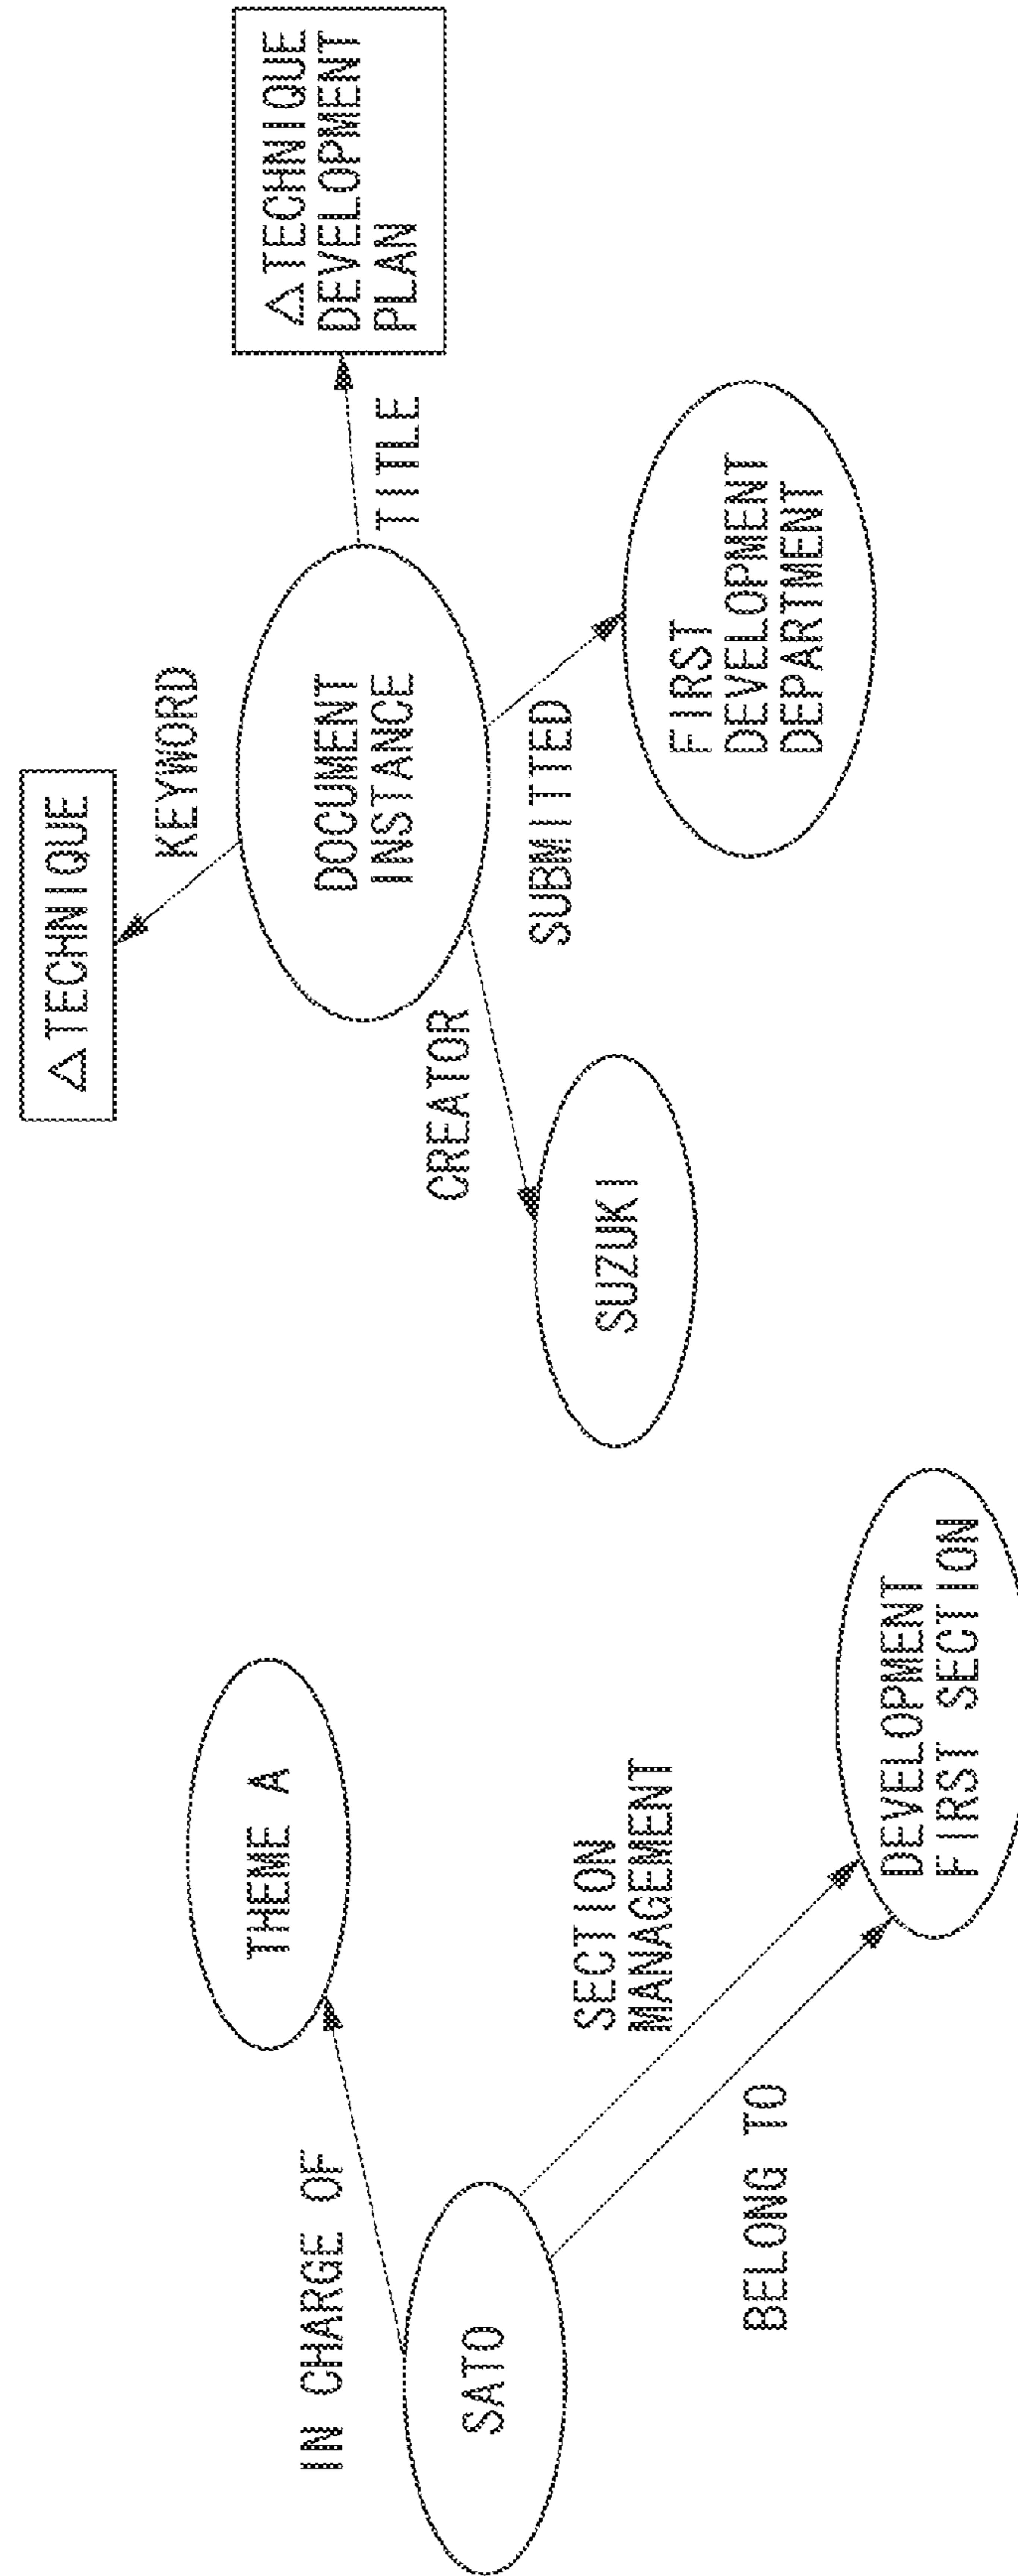 IN CHARGE OF
THEME A
SATO
SECTION
MANAGEMENT
BELONG TO
DEVELOPMENT
FIRST SECTION
△TECHNIQUE
KEYWORD
△TECHNIQUE
DEVELOPMENT
PLAN
TITLE
DOCUMENT
INSTANCE
CREATOR
SUBMITTED
SUZUKI
FIRST
DEVELOPMENT
DEPARTMENT